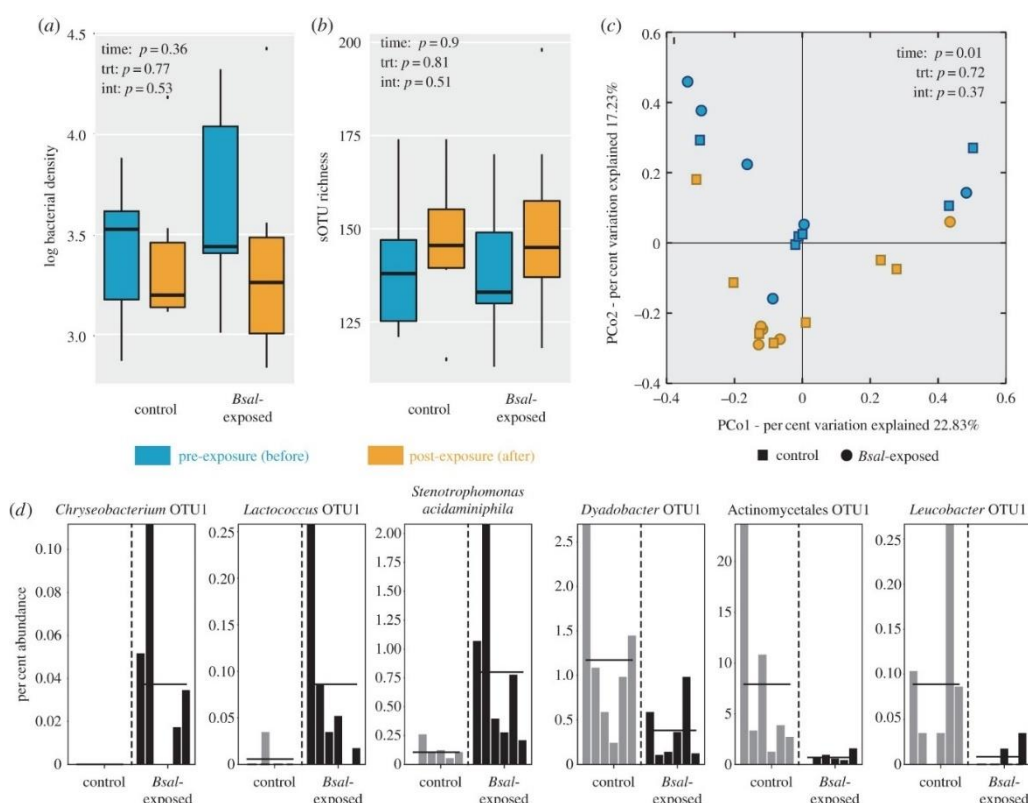 (a)
4.5
time: p = 0.36
trt: p = 0.77
int: p = 0.53
4.0
3.5
3.0
log bacterial density
control
Bsal-
exposed
(b)
200
time: p = 0.9
trt: p = 0.81
int: p = 0.51
175
150
125
sOTU richness
control
Bsal-
exposed
pre-exposure (before)
post-exposure (after)
(c)
0.6
time: p = 0.01
trt: p = 0.72
int: p = 0.37
0.4
0.2
0
−0.2
−0.4
PCo2 - per cent variation explained 17.23%
−0.4
−0.2
0
0.2
0.4
0.6
PCo1 - per cent variation explained 22.83%
control
Bsal-exposed
(d)
per cent abundance
Chryseobacterium OTU1
0.10
0.08
0.06
0.04
0.02
0
control
Bsal-
exposed
Lactococcus OTU1
0.25
0.20
0.15
0.10
0.05
0
control
Bsal-
exposed
Stenotrophomonas
acidaminiphila
2.00
1.75
1.50
1.25
1.00
0.75
0.50
0.25
0
control
Bsal-
exposed
Dyadobacter OTU1
2.5
2.0
1.5
1.0
0.5
0
control
Bsal-
exposed
Actinomycetales OTU1
20
15
10
5
0
control
Bsal-
exposed
Leucobacter OTU1
0.25
0.20
0.15
0.10
0.05
0
control
Bsal-
exposed